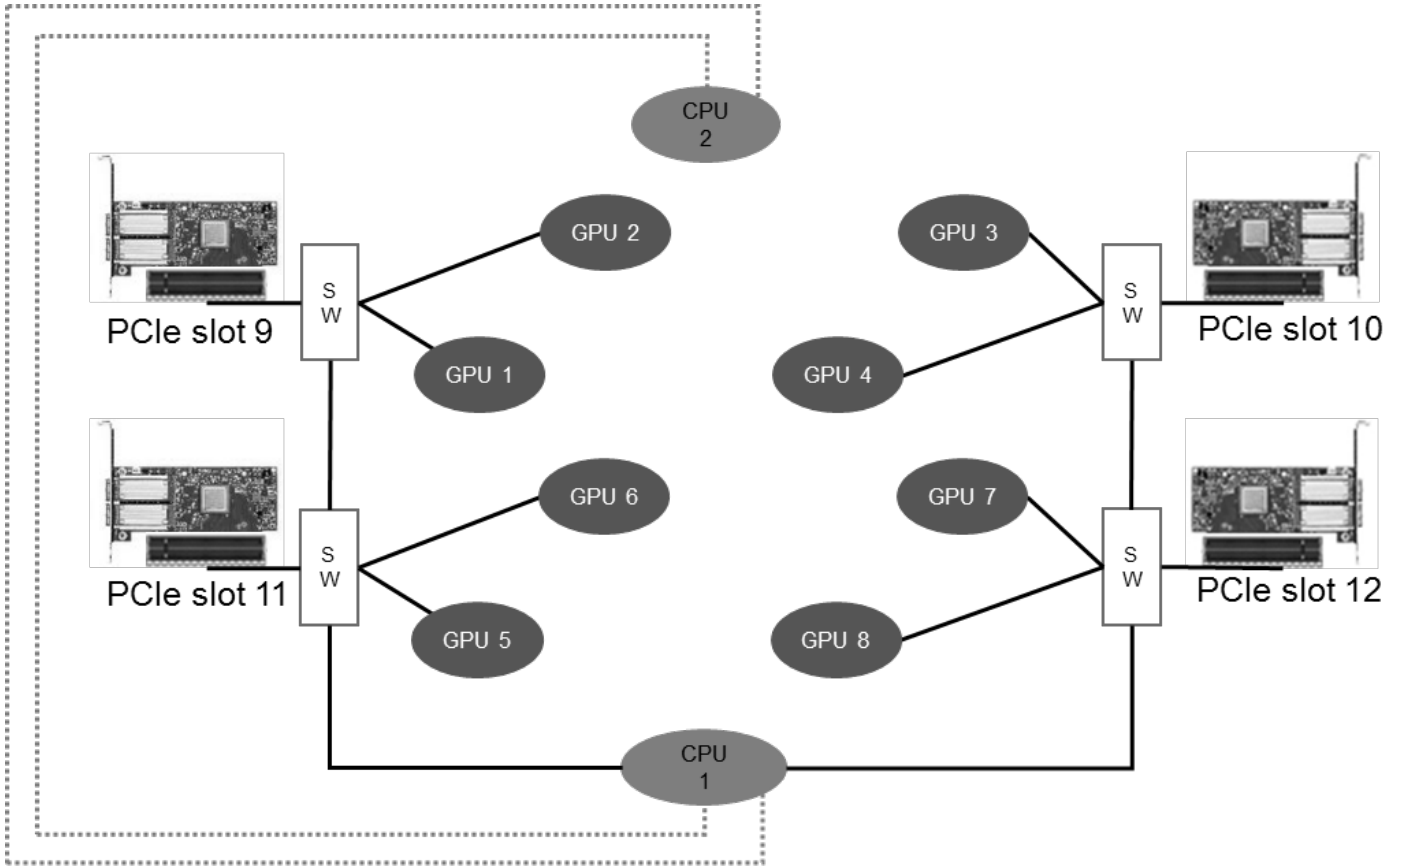 CPU
2
GPU 2
GPU 3
S
W
S
W
PCIe slot 9
PCIe slot 10
GPU 1
GPU 4
GPU 6
GPU 7
S
W
S
W
PCIe slot 11
PCIe slot 12
GPU 5
GPU 8
CPU
1